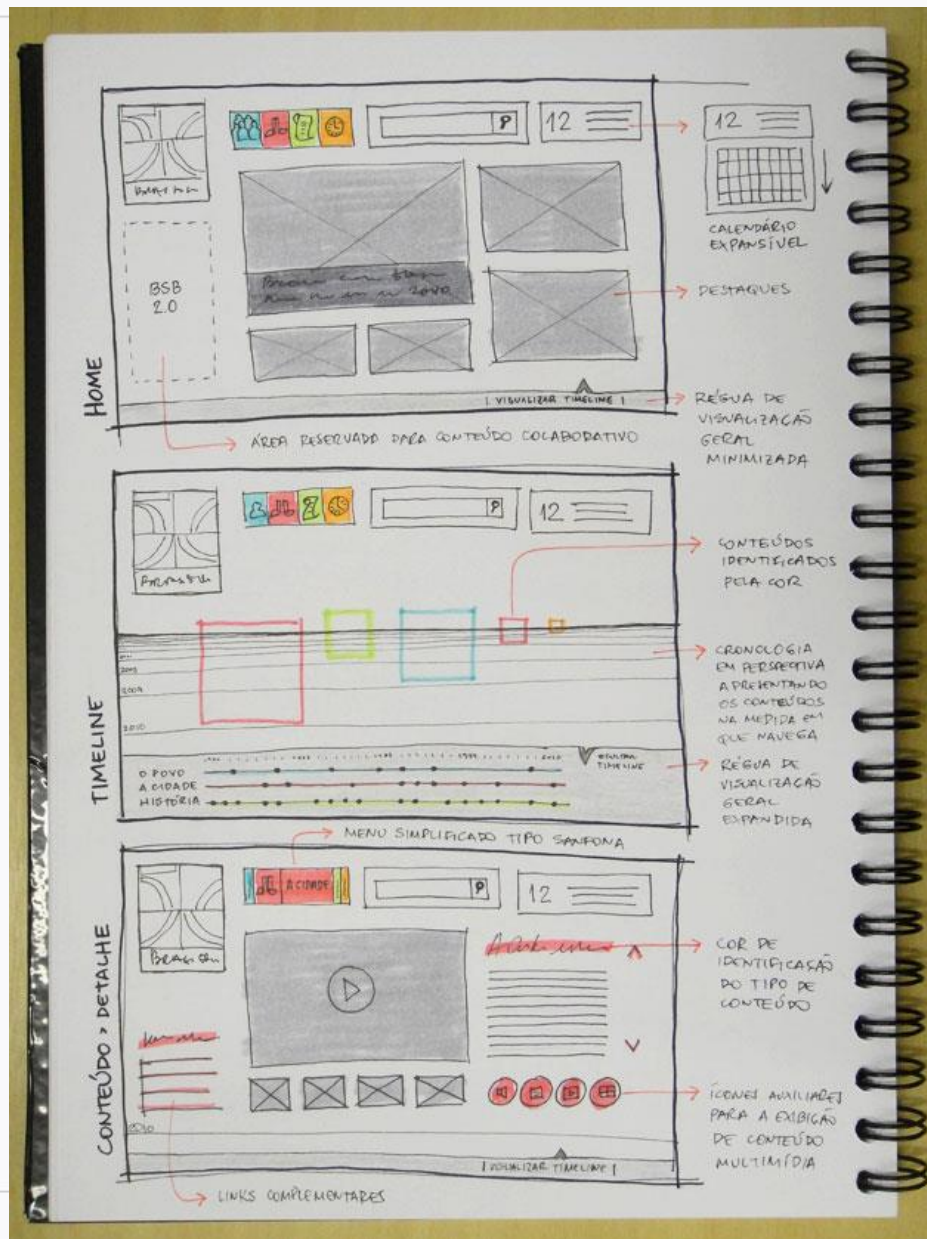 HOME
12
12
CALENDÁRIO
EXPANSÍVEL
BSB
2.0
DESTAQUES
| VISUALIZAR TIMELINE |
RÉGUA DE
VISUALIZAÇÃO
GERAL
MINIMIZADA
ÁREA RESERVADA PARA CONTEÚDO COLABORATIVO
TIMELINE
12
CONTEÚDOS
IDENTIFICADOS
PELA COR
CRONOLOGIA
EM PERSPECTIVA
APRESENTANDO
OS CONTEÚDOS
NA MEDIDA EM
QUE NAVEGA
2009
2010
TIMELINE
O POVO
A CIDADE
HISTÓRIA
RÉGUA DE
VISUALIZAÇÃO
GERAL
EXPANDIDA
MENU SIMPLIFICADO TIPO SANFONA
CONTEÚDO > DETALHE
A CIDADE
12
COR DE
IDENTIFICAÇÃO
DO TIPO DE
CONTEÚDO
ÍCONES AUXILIARES
PARA A EXIBIÇÃO
DE CONTEÚDO
MULTIMÍDIA
| VISUALIZAR TIMELINE |
LINKS COMPLEMENTARES